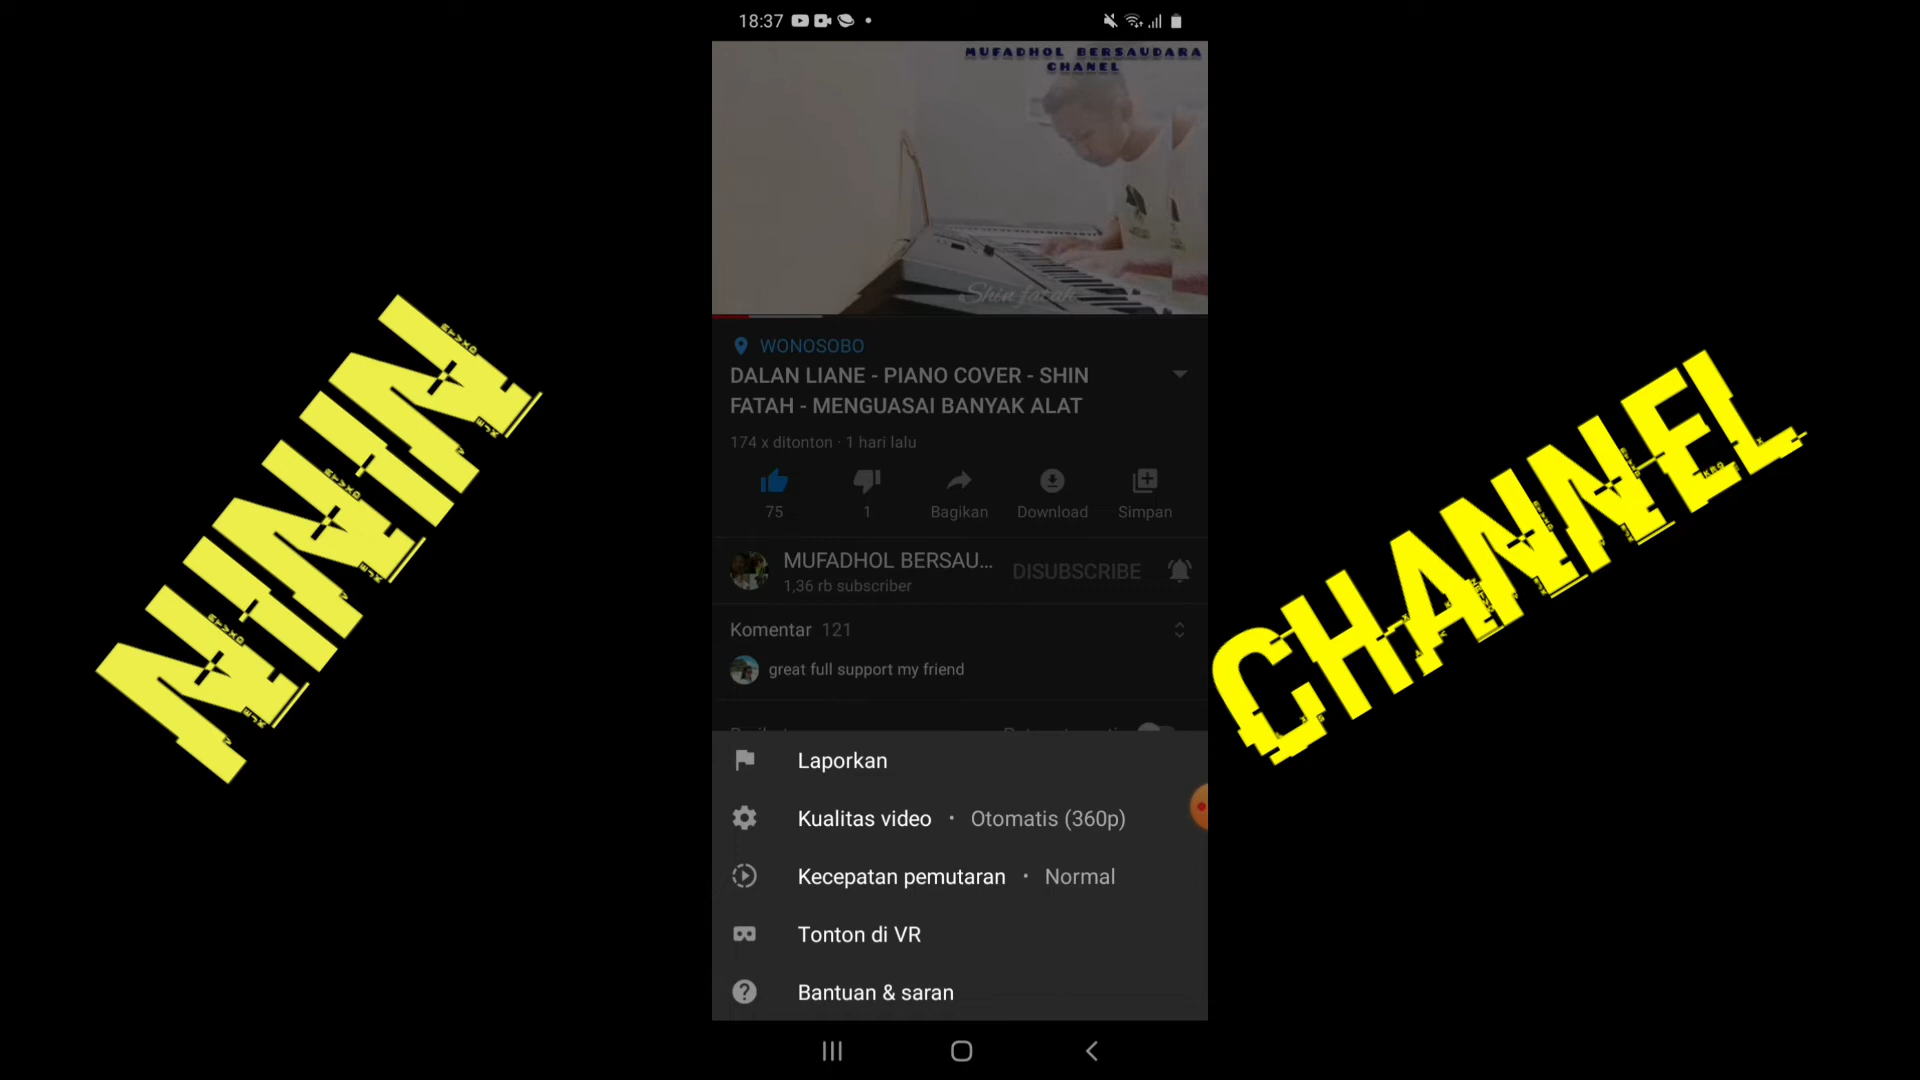 18:37
MUFADHOL BERSAUDARA
CHANEL
Shin fatah
WONOSOBO
DALAN LIANE - PIANO COVER - SHIN
FATAH - MENGUASAI BANYAK ALAT
174 x ditonton · 1 hari lalu
75
1
Bagikan
Download
Simpan
MUFADHOL BERSAU...
1,36 rb subscriber
DISUBSCRIBE
Komentar 121
great full support my friend
Laporkan
Kualitas video • Otomatis (360p)
Kecepatan pemutaran • Normal
Tonton di VR
Bantuan & saran
CHANNEL